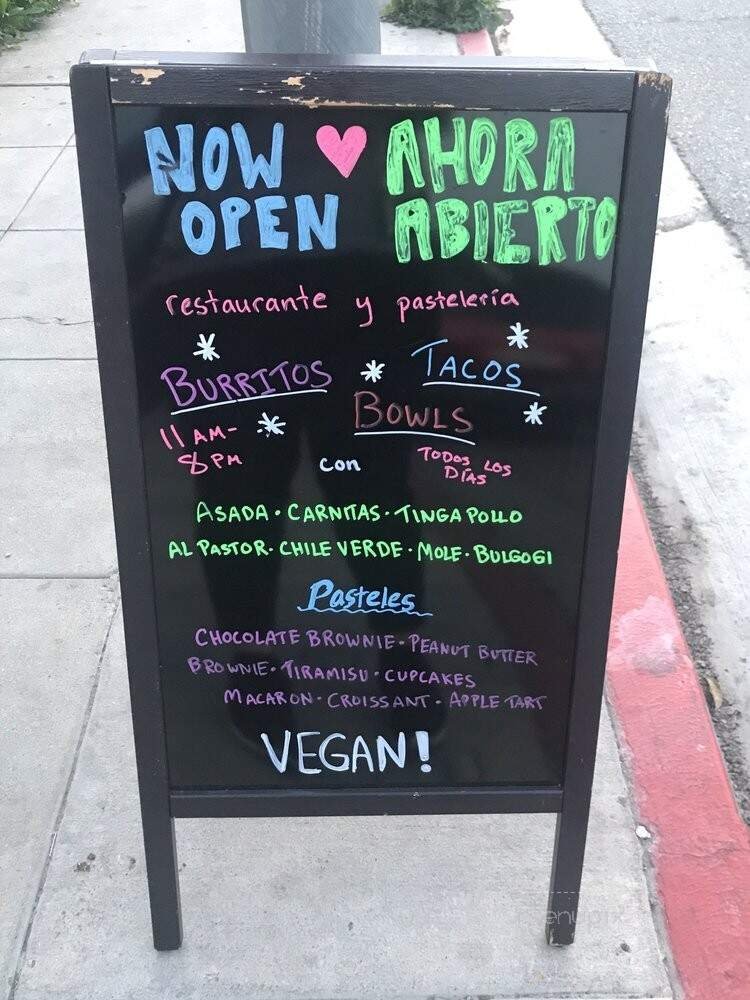 NOW ♥ AHORA
OPEN ABIERTO
restaurante y pastelería
* BURRITOS * TACOS *
* BOWLS *
11 AM-
8 PM
con
TODOS LOS
DÍAS
ASADA · CARNITAS · TINGA POLLO
AL PASTOR · CHILE VERDE · MOLE · BULGOGI
Pasteles
CHOCOLATE BROWNIE · PEANUT BUTTER
BROWNIE · TIRAMISU · CUPCAKES
MACARON · CROISSANT · APPLE TART
VEGAN!
menupix